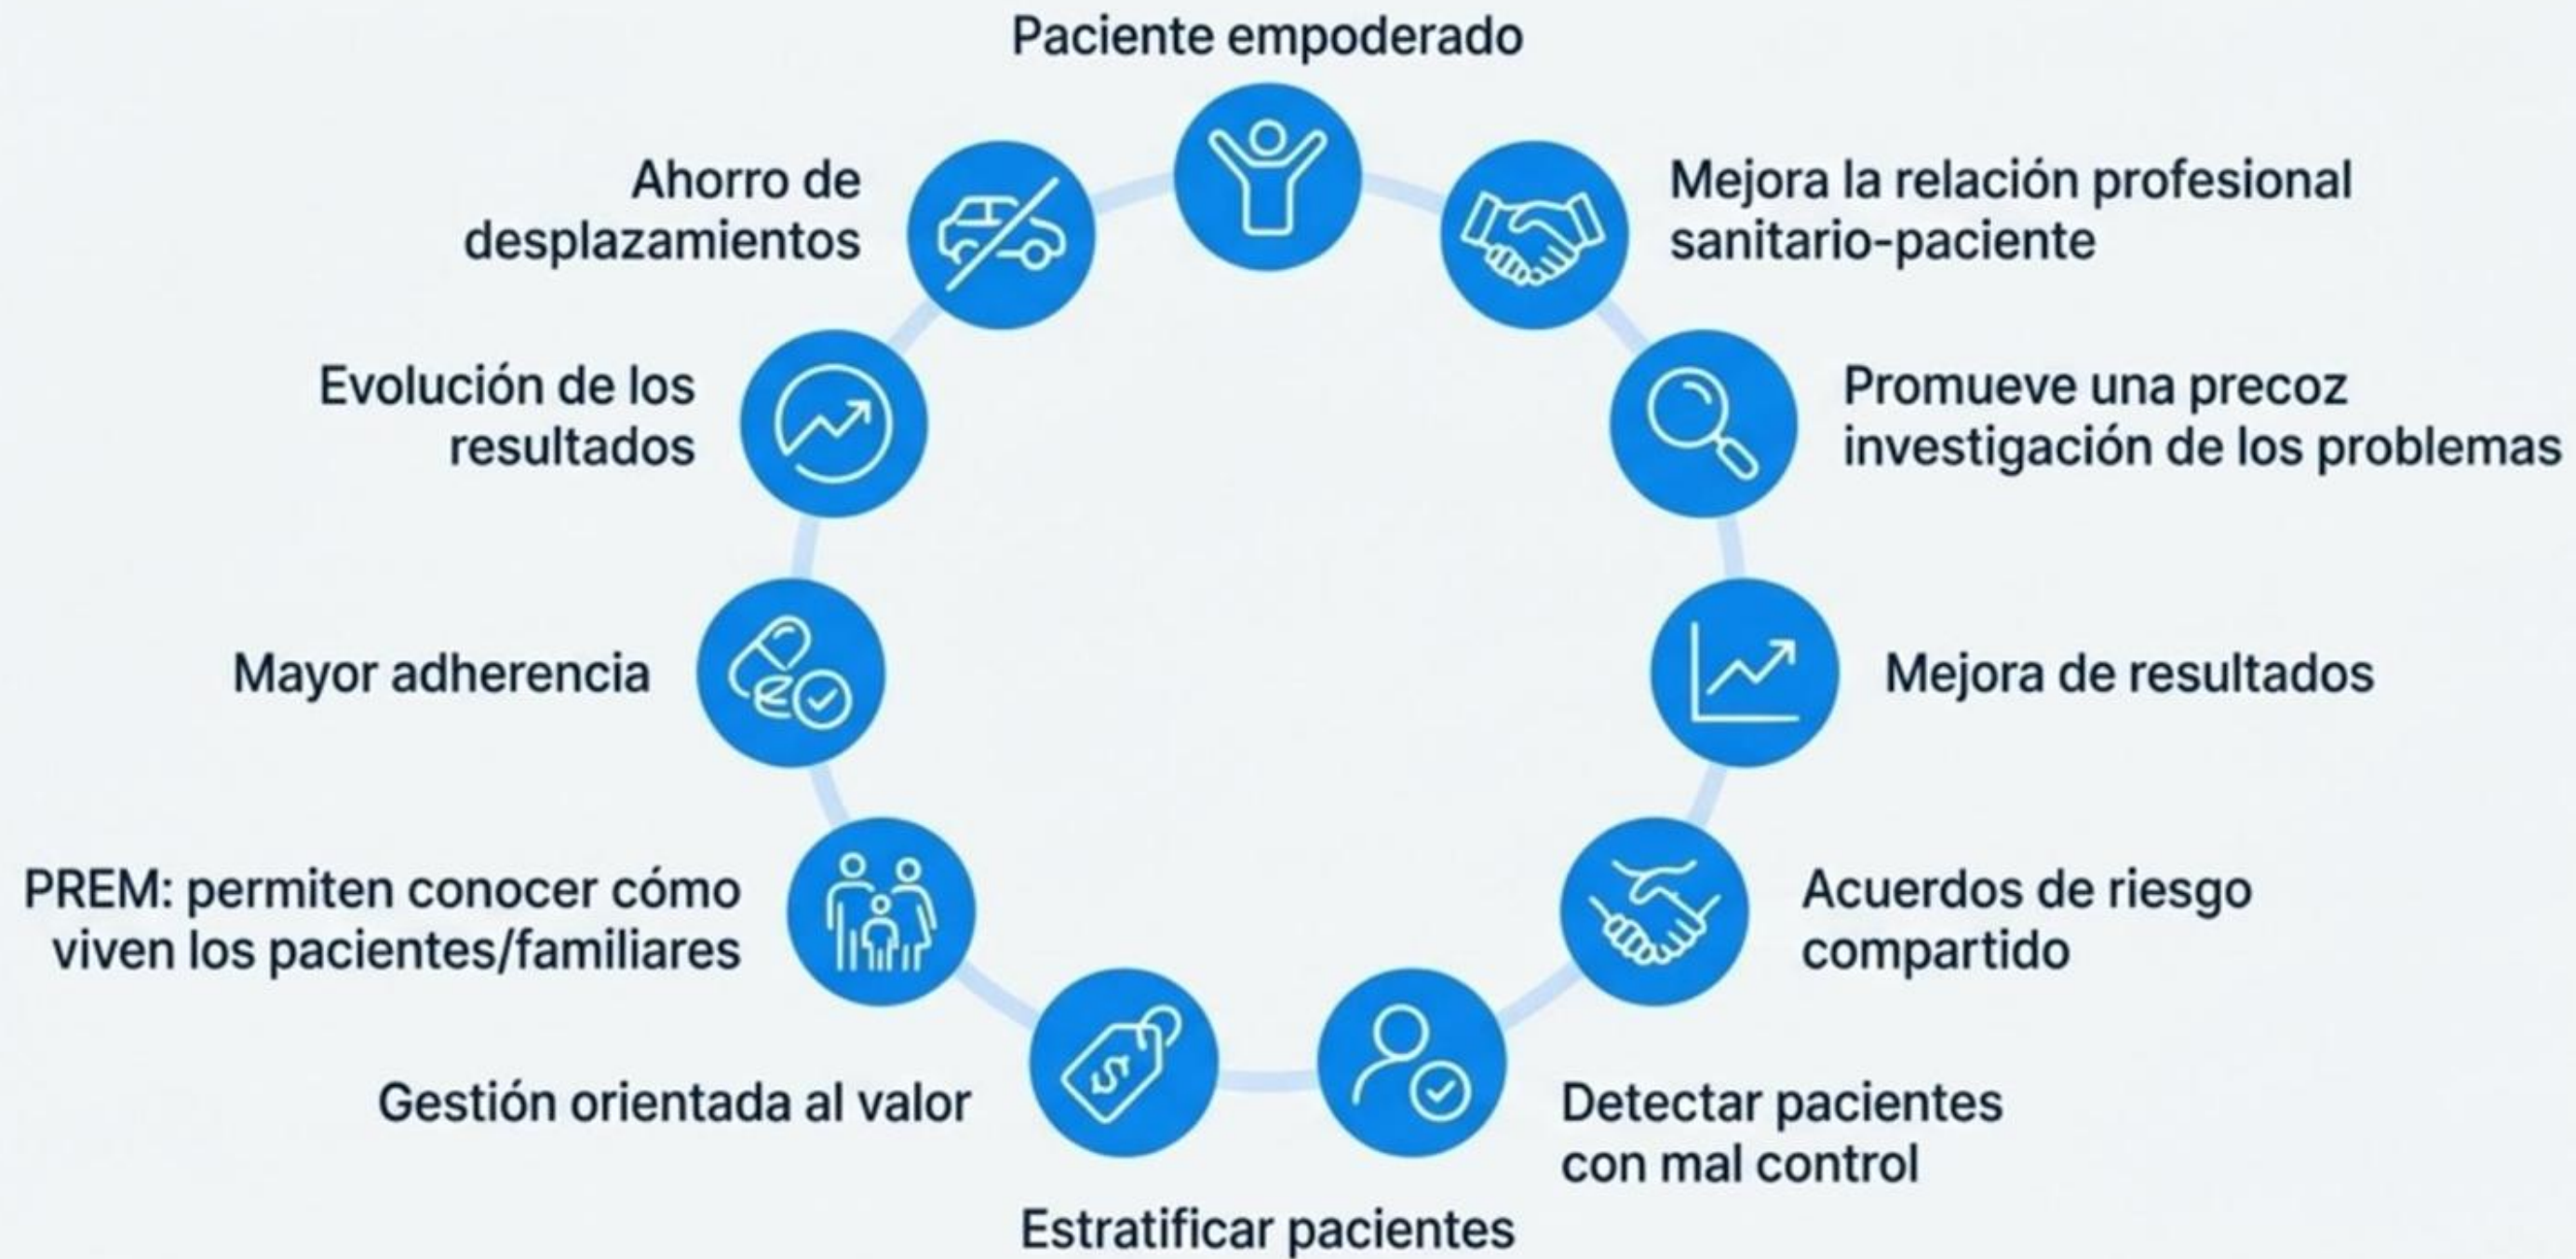 Paciente empoderado
Mejora la relación profesional
sanitario-paciente
Promueve una precoz
investigación de los problemas
Mejora de resultados
Acuerdos de riesgo
compartido
Detectar pacientes
con mal control
Estratificar pacientes
Gestión orientada al valor
PREM: permiten conocer cómo
viven los pacientes/familiares
Mayor adherencia
Evolución de los
resultados
Ahorro de
desplazamientos
$